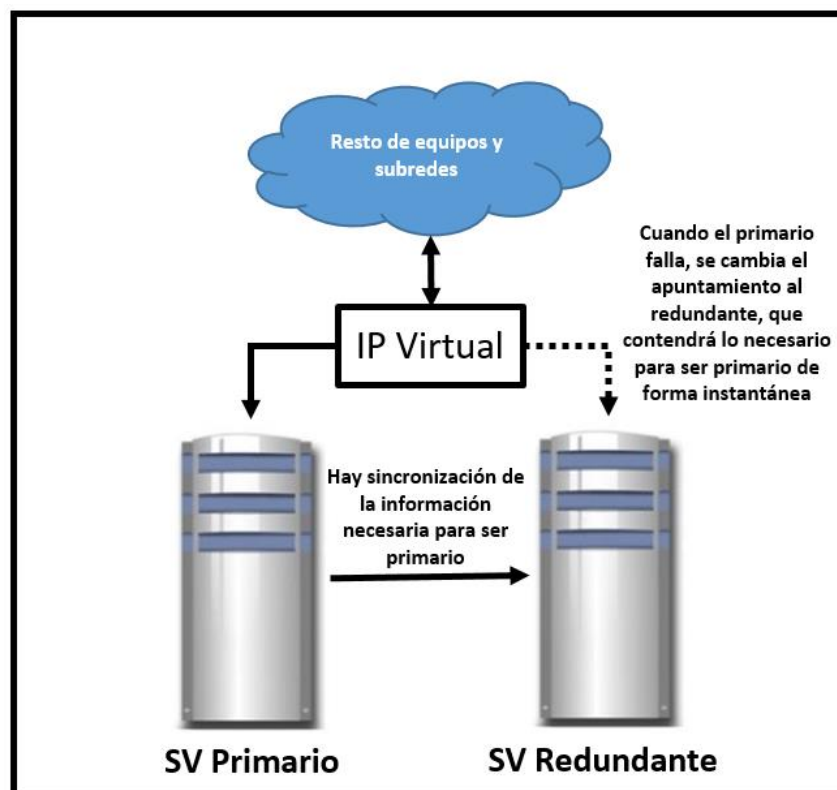 Resto de equipos y
subredes
Cuando el primario
falla, se cambia el
apuntamiento al
redundante, que
contendrá lo necesario
para ser primario de
forma instantánea
IP Virtual
Hay sincronización de
la información
necesaria para ser
primario
SV Primario
SV Redundante